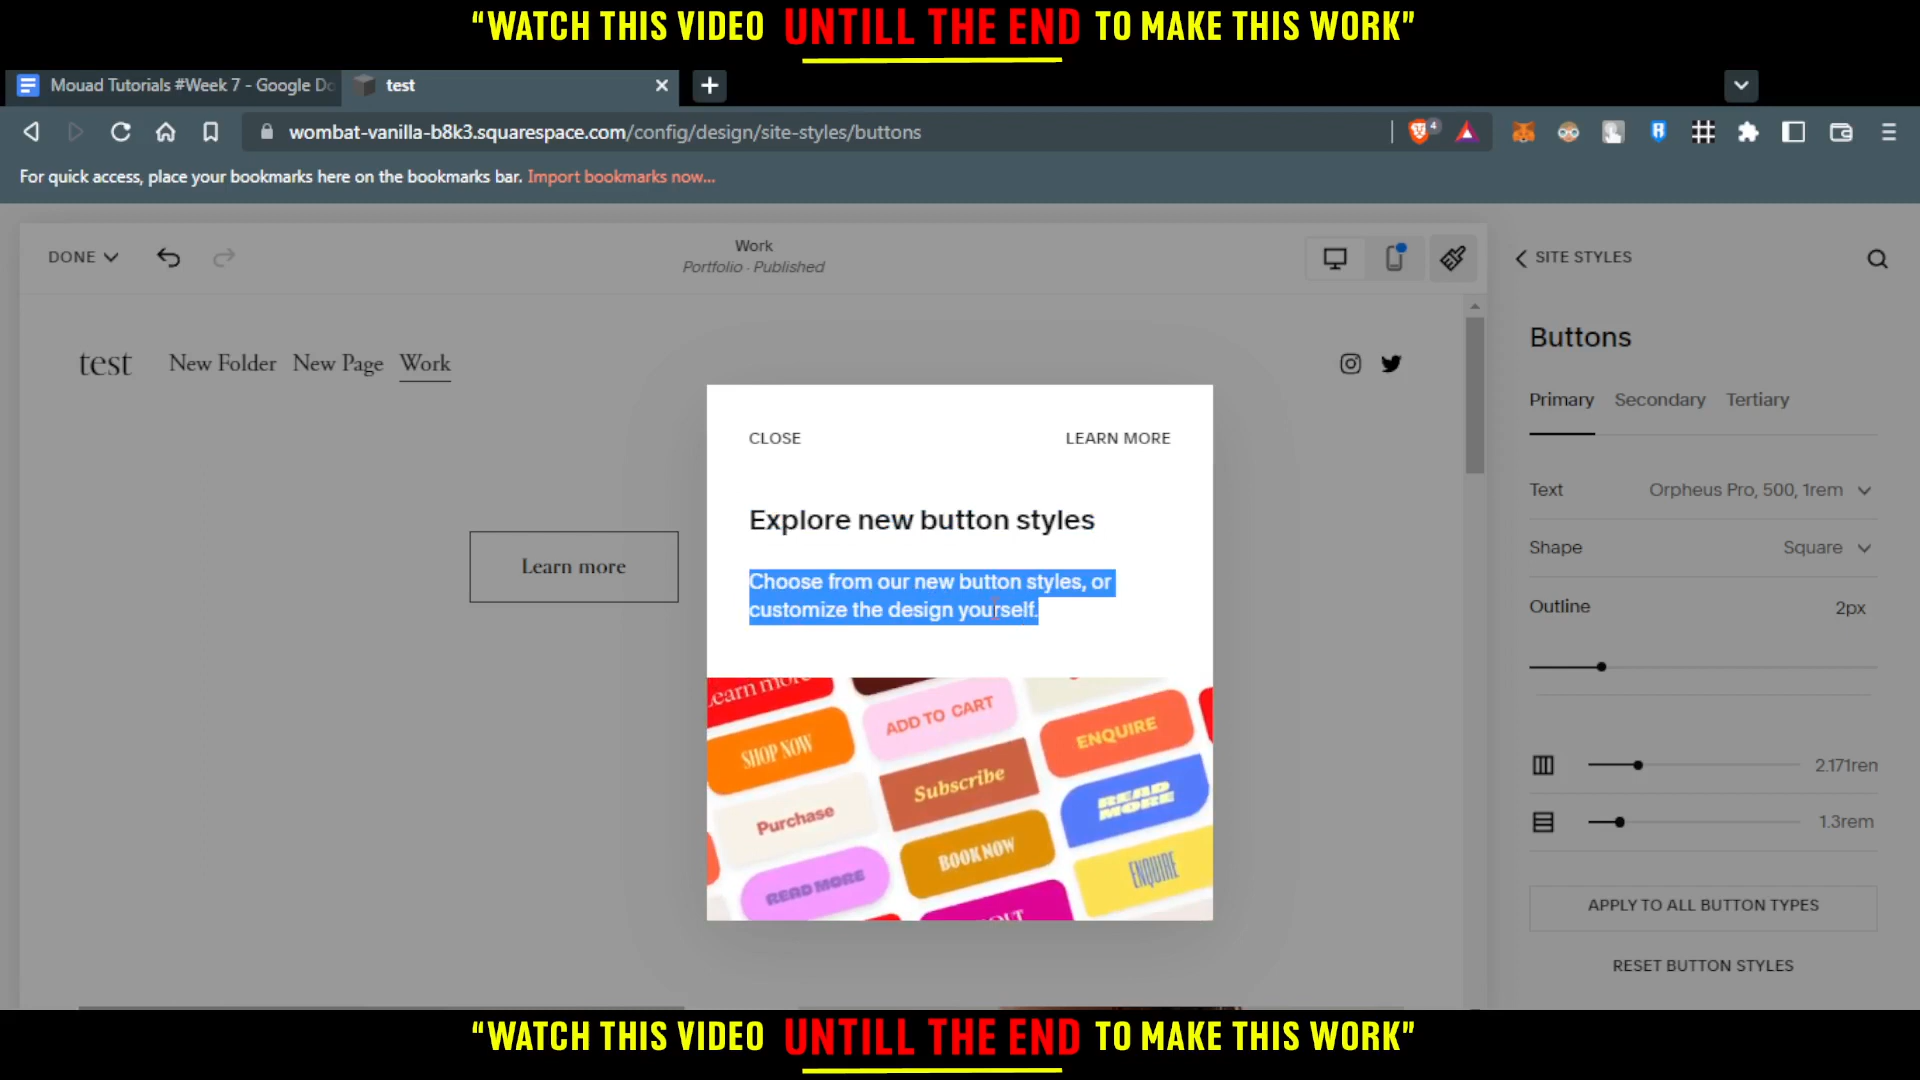 “WATCH THIS VIDEO UNTILL THE END TO MAKE THIS WORK”
Mouad Tutorials #Week 7 - Google Do
test
wombat-vanilla-b8k3.squarespace.com/config/design/site-styles/buttons
4
For quick access, place your bookmarks here on the bookmarks bar. Import bookmarks now...
DONE
Work
Portfolio · Published
SITE STYLES
test New Folder New Page Work
Learn more
CLOSE
LEARN MORE
Explore new button styles
Choose from our new button styles, or
customize the design yourself.
Learn more
ADD TO CART
ENQUIRE
SHOP NOW
Subscribe
READ
MORE
Purchase
BOOK NOW
ENQUIRE
READ MORE
Buttons
Primary Secondary Tertiary
Text Orpheus Pro, 500, 1rem
Shape Square
Outline 2px
2.171ren
1.3rem
APPLY TO ALL BUTTON TYPES
RESET BUTTON STYLES
“WATCH THIS VIDEO UNTILL THE END TO MAKE THIS WORK”